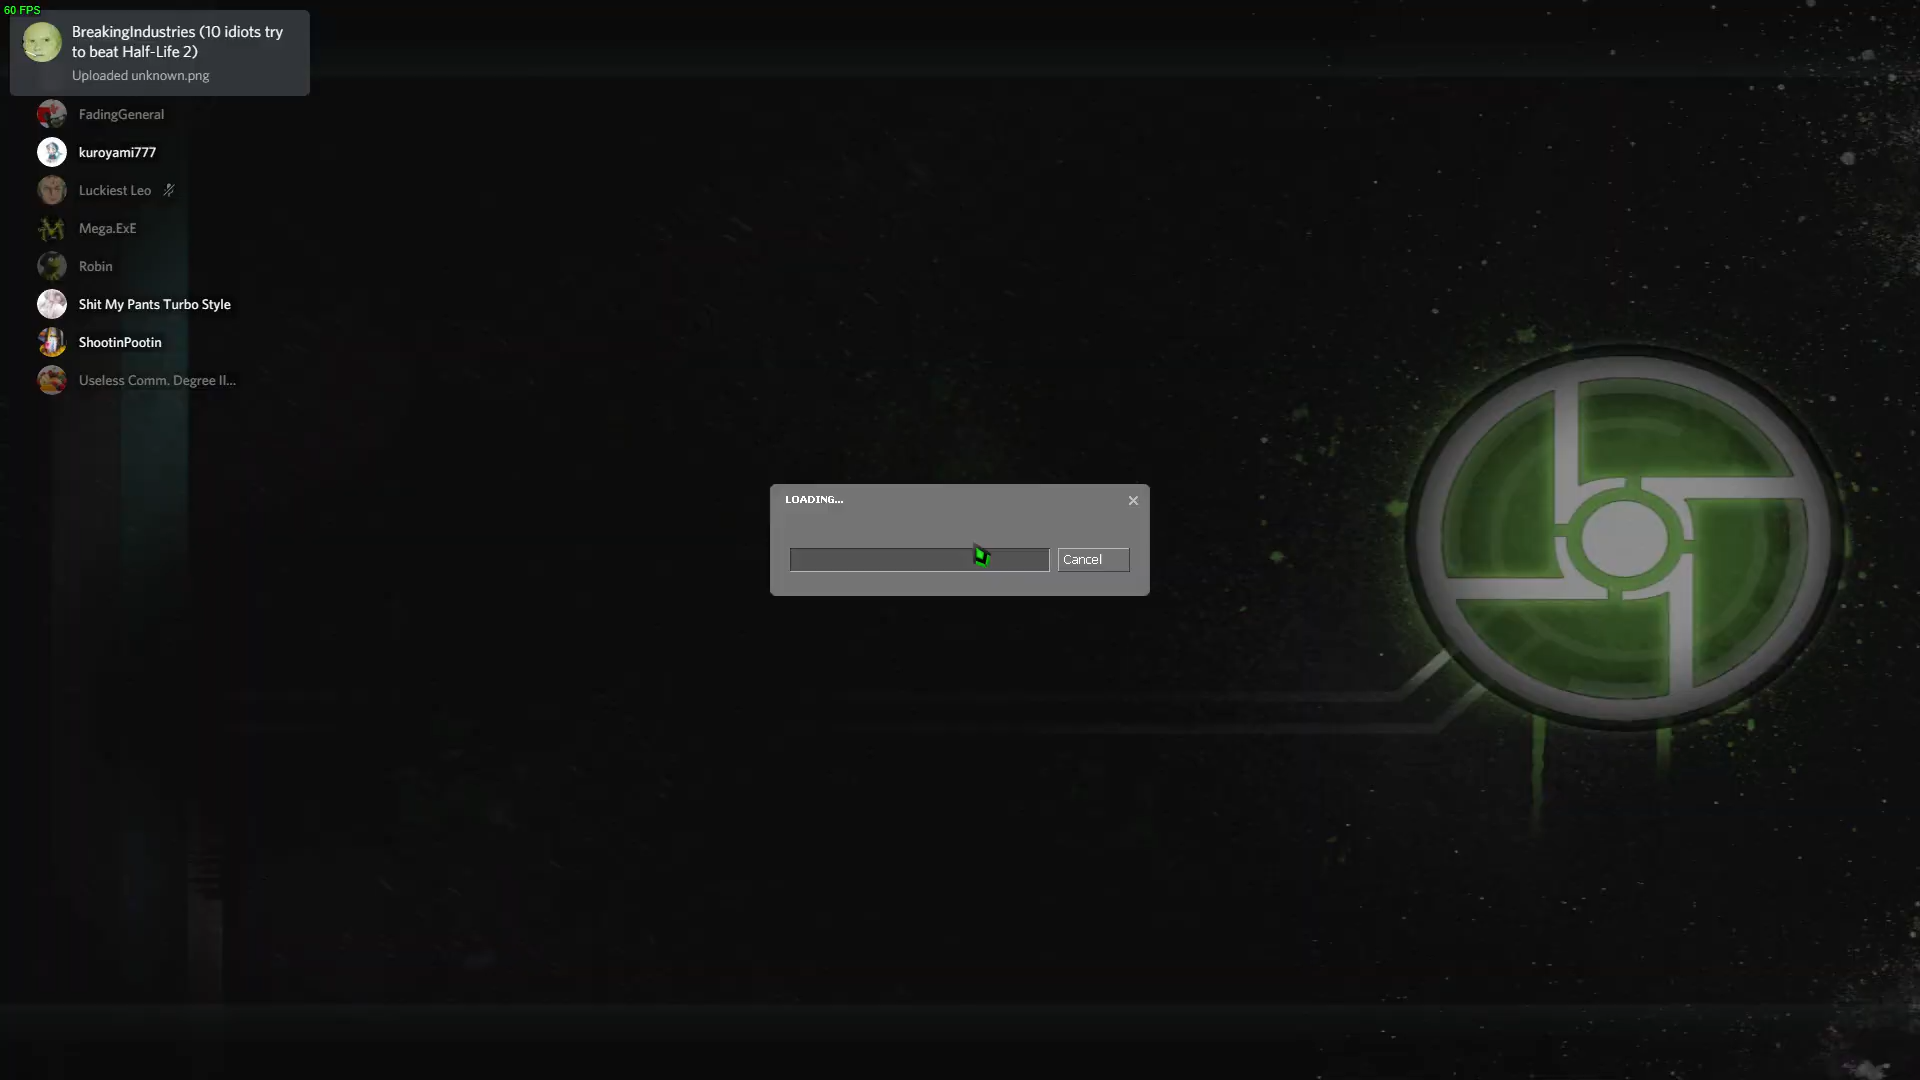 60 FPS
BreakingIndustries (10 idiots try
to beat Half-Life 2)
Uploaded unknown.png
FadingGeneral
kuroyami777
Luckiest Leo
Mega.ExE
Robin
Shit My Pants Turbo Style
ShootinPootin
Useless Comm. Degree II...
LOADING...
Cancel